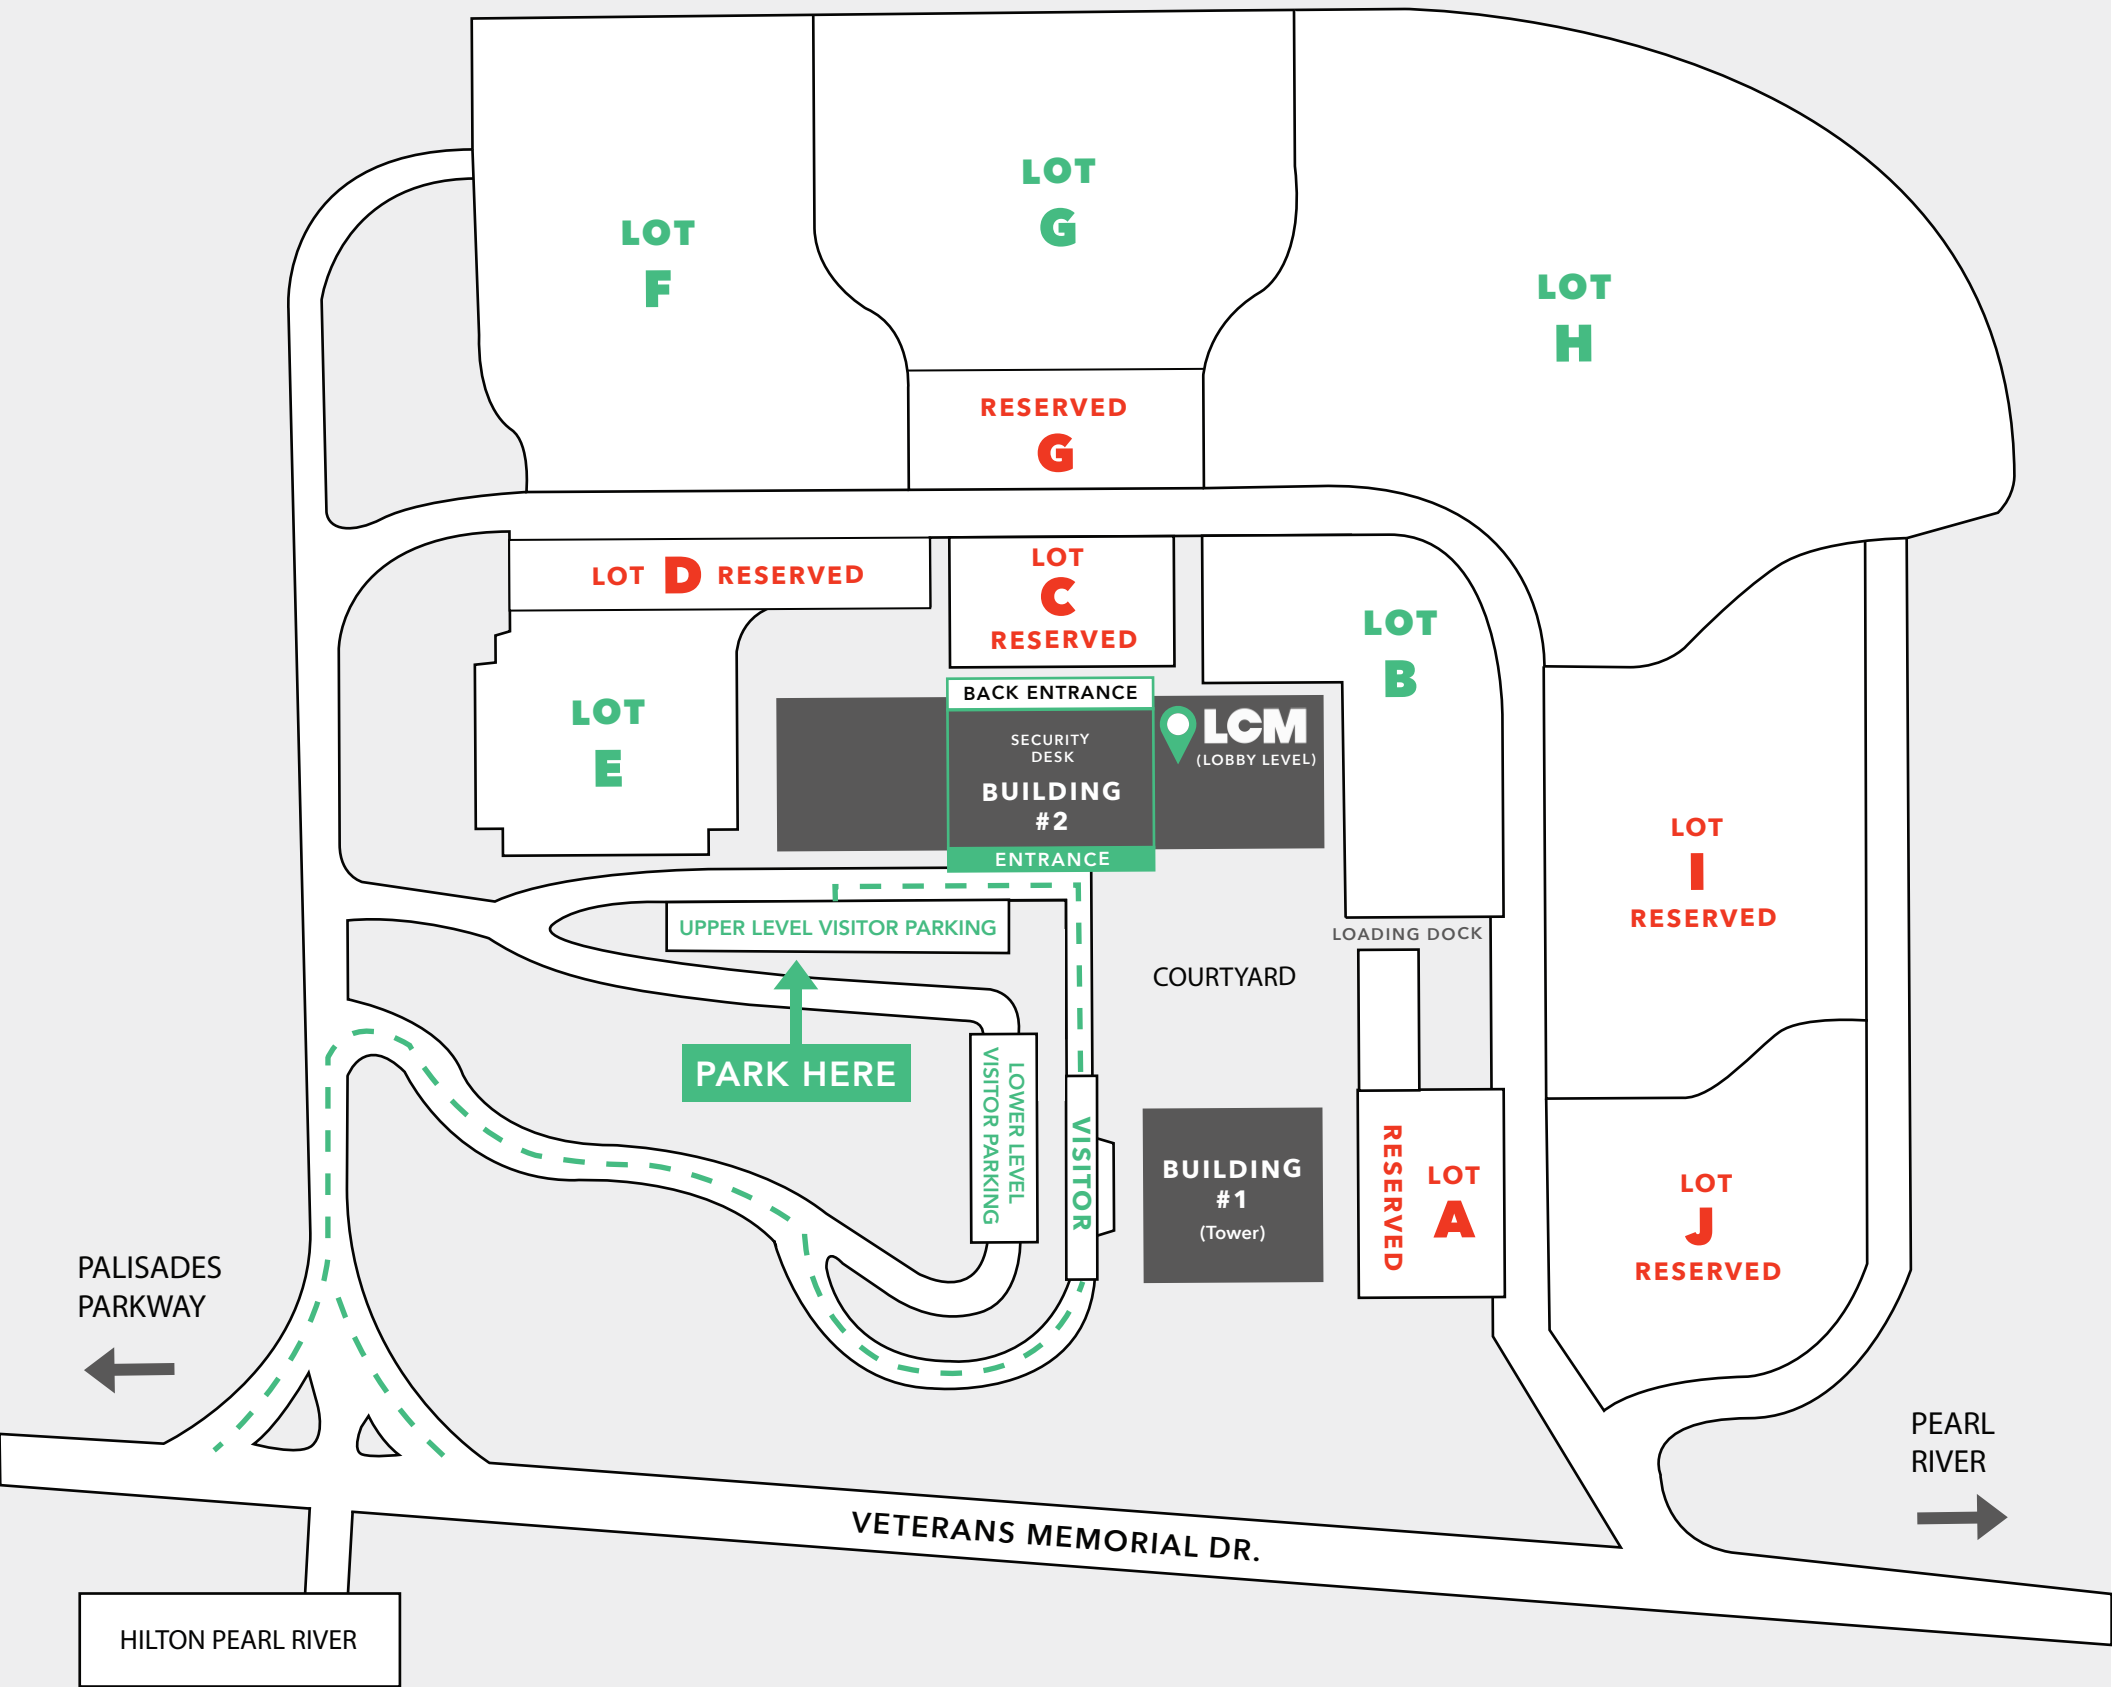 LOT
G
LOT
F
LOT
H
RESERVED
G
LOT D RESERVED
LOT
C
RESERVED
LOT
B
LOT
E
BACK ENTRANCE
SECURITY
DESK
BUILDING
#2
ENTRANCE
LCM
(LOBBY LEVEL)
LOT
I
RESERVED
UPPER LEVEL VISITOR PARKING
LOADING DOCK
COURTYARD
PARK HERE
LOWER LEVEL
VISITOR PARKING
VISITOR
BUILDING
#1
(Tower)
RESERVED
LOT
A
LOT
J
RESERVED
PALISADES
PARKWAY
PEARL
RIVER
VETERANS MEMORIAL DR.
HILTON PEARL RIVER